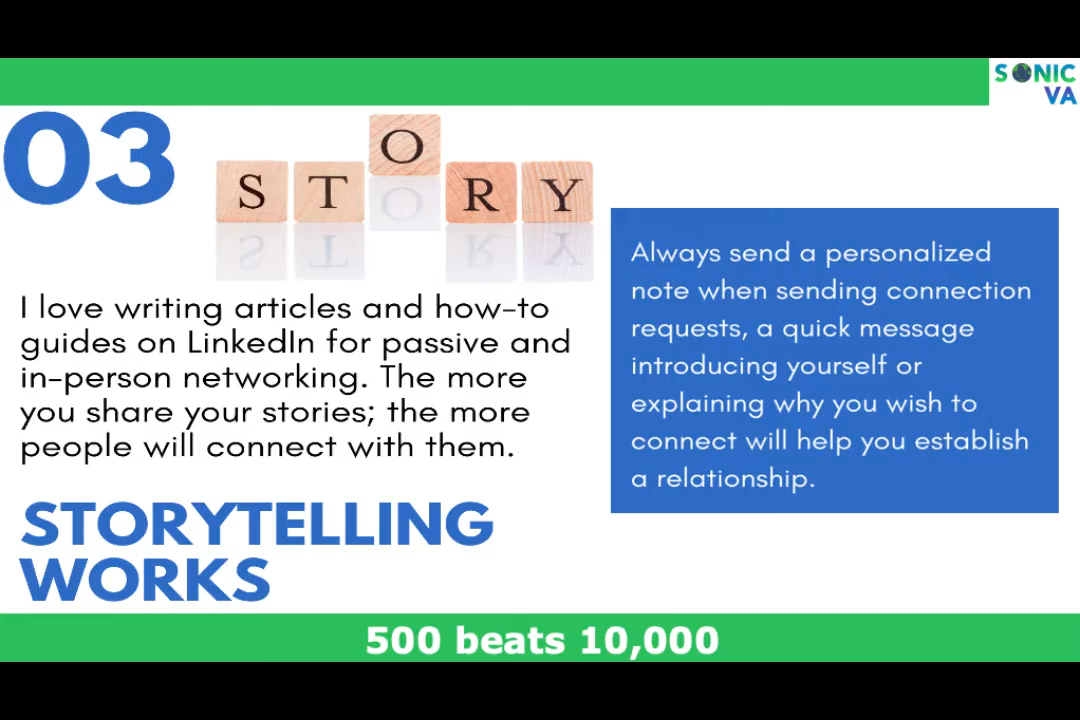 SONIC
VA
03
STORY
I love writing articles and how-to
guides on LinkedIn for passive and
in-person networking. The more
you share your stories; the more
people will connect with them.
STORYTELLING
WORKS
Always send a personalized
note when sending connection
requests, a quick message
introducing yourself or
explaining why you wish to
connect will help you establish
a relationship.
500 beats 10,000